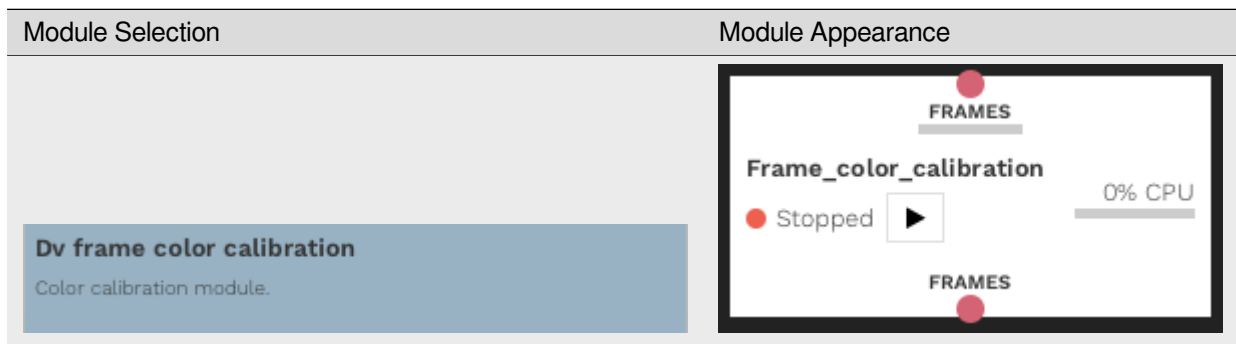 Module Selection
Module Appearance
Dv frame color calibration
Color calibration module.
FRAMES
Frame_color_calibration
0% CPU
Stopped
FRAMES